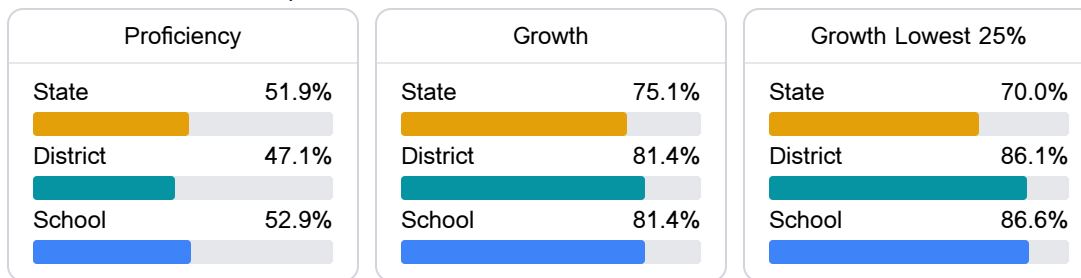 Proficiency
State 51.9%
District 47.1%
School 52.9%
Growth
State 75.1%
District 81.4%
School 81.4%
Growth Lowest 25%
State 70.0%
District 86.1%
School 86.6%